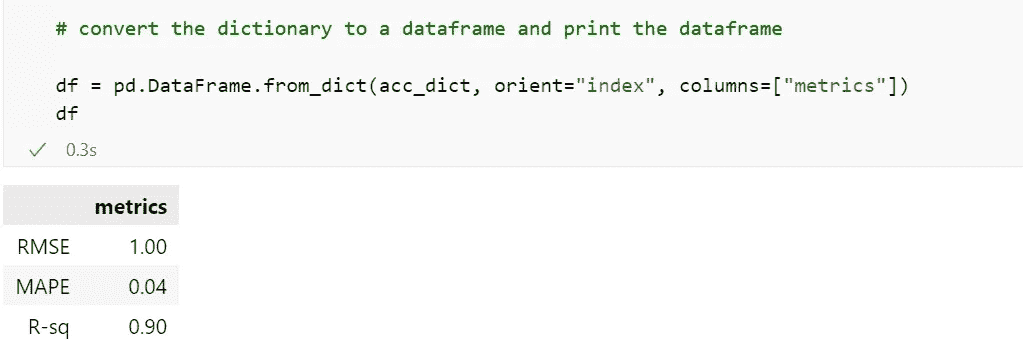 # convert the dictionary to a dataframe and print the dataframe
df = pd.DataFrame.from_dict(acc_dict, orient="index", columns=["metrics"])
df
✓ 0.3s
metrics
RMSE 1.00
MAPE 0.04
R-sq 0.90